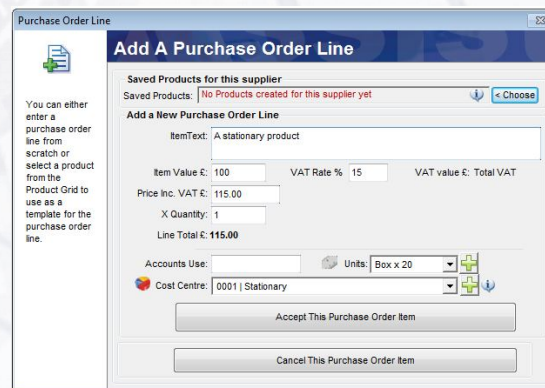 Purchase Order Line
Add A Purchase Order Line
You can either
enter a
purchase order
line from
scratch or
select a product
from the
Product Grid to
use as a
template for the
purchase order
line.
Saved Products for this supplier
Saved Products: No Products created for this supplier yet < Choose
Add a New Purchase Order Line
ItemText: A stationary product
Item Value £: 100 VAT Rate % 15 VAT value £: Total VAT
Price Inc. VAT £: 115.00
X Quantity: 1
Line Total £: 115.00
Accounts Use: Units: Box x 20
Cost Centre: 0001 | Stationary
Accept This Purchase Order Item
Cancel This Purchase Order Item